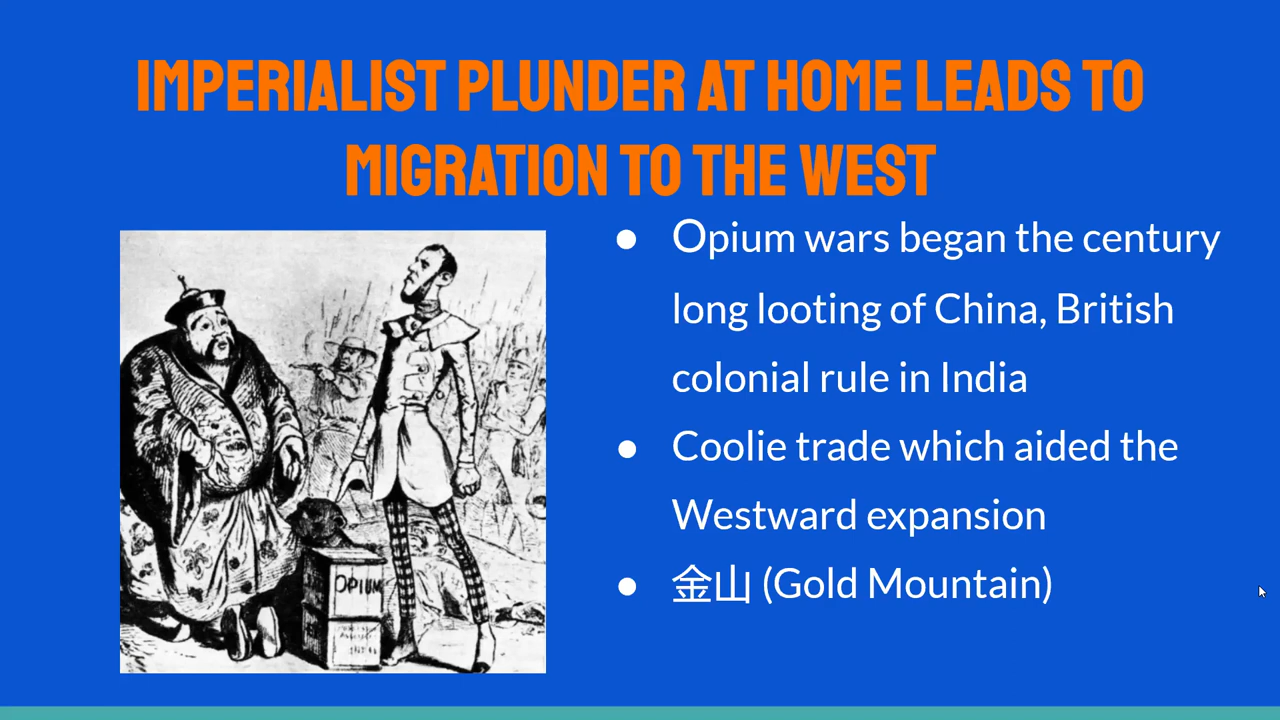 IMPERIALIST PLUNDER AT HOME LEADS TO
MIGRATION TO THE WEST
● Opium wars began the century
long looting of China, British
colonial rule in India
● Coolie trade which aided the
Westward expansion
● 金山 (Gold Mountain)
OPIUM